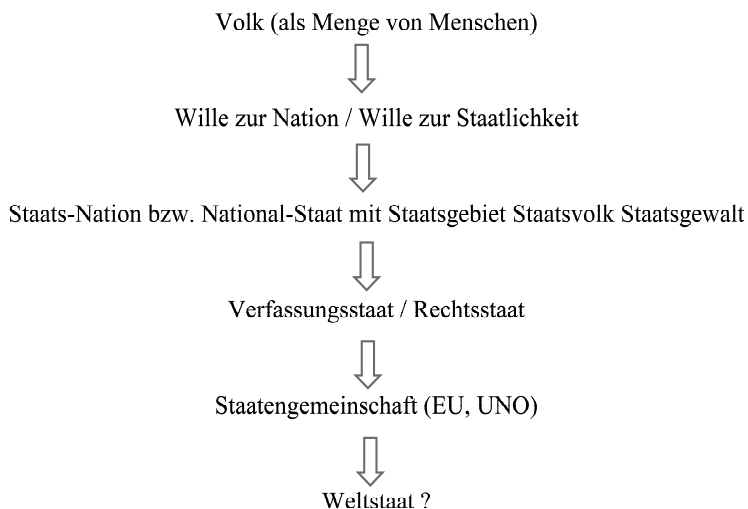 Volk (als Menge von Menschen)
Wille zur Nation / Wille zur Staatlichkeit
Staats-Nation bzw. National-Staat mit Staatsgebiet Staatsvolk Staatsgewalt
Verfassungsstaat / Rechtsstaat
Staatengemeinschaft (EU, UNO)
Weltstaat ?